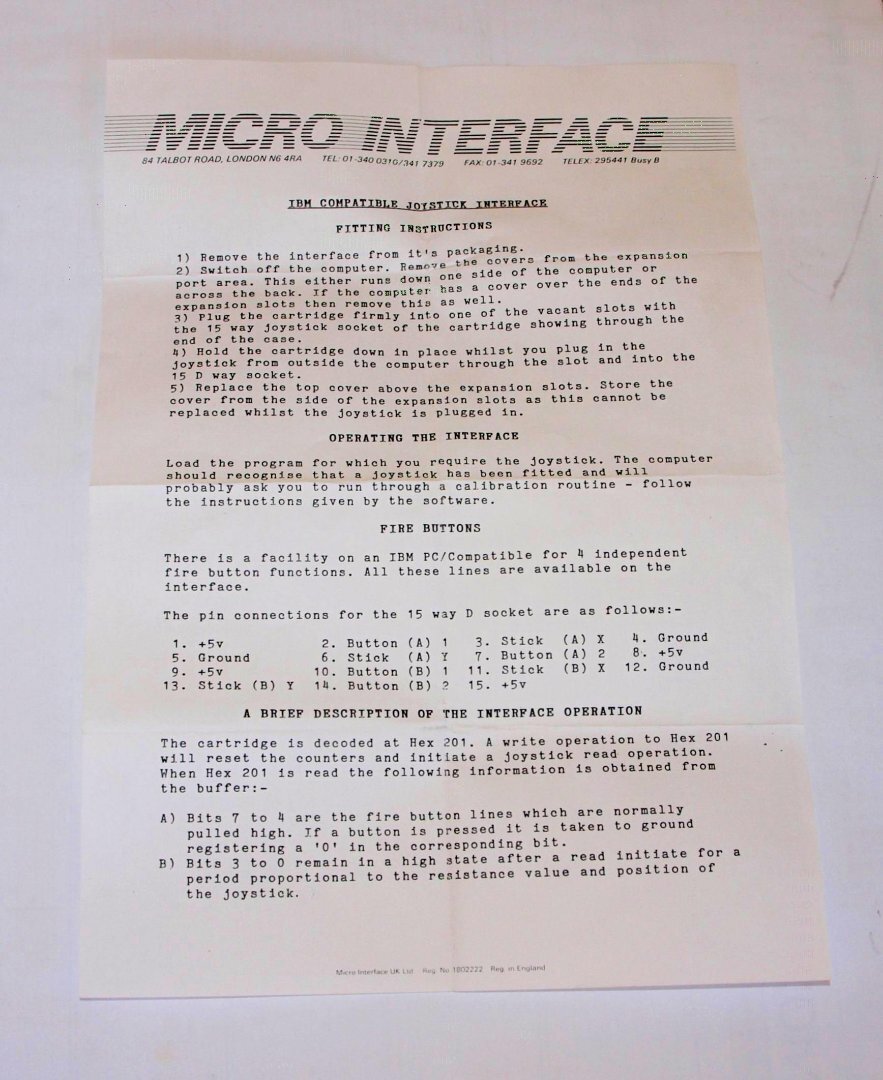 MICRO INTERFACE
84 TALBOT ROAD, LONDON N6 4RA TEL: 01-340 0310/341 7379 FAX: 01-341 9692 TELEX: 295441 Busy B
IBM COMPATIBLE JOYSTICK INTERFACE
FITTING INSTRUCTIONS
1) Remove the interface from it's packaging.
2) Switch off the computer. Remove the covers from the expansion
port area. This either runs down one side of the computer or
across the back. If the computer has a cover over the ends of the
expansion slots then remove this as well.
3) Plug the cartridge firmly into one of the vacant slots with
the 15 way joystick socket of the cartridge showing through the
end of the case.
4) Hold the cartridge down in place whilst you plug in the
joystick from outside the computer through the slot and into the
15 D way socket.
5) Replace the top cover above the expansion slots. Store the
cover from the side of the expansion slots as this cannot be
replaced whilst the joystick is plugged in.
OPERATING THE INTERFACE
Load the program for which you require the joystick. The computer
should recognise that a joystick has been fitted and will
probably ask you to run through a calibration routine - follow
the instructions given by the software.
FIRE BUTTONS
There is a facility on an IBM PC/Compatible for 4 independent
fire button functions. All these lines are available on the
interface.
The pin connections for the 15 way D socket are as follows:-
1. +5v 2. Button (A) 1 3. Stick (A) X 4. Ground
5. Ground 6. Stick (A) Y 7. Button (A) 2 8. +5v
9. +5v 10. Button (B) 1 11. Stick (B) X 12. Ground
13. Stick (B) Y 14. Button (B) 2 15. +5v
A BRIEF DESCRIPTION OF THE INTERFACE OPERATION
The cartridge is decoded at Hex 201. A write operation to Hex 201
will reset the counters and initiate a joystick read operation.
When Hex 201 is read the following information is obtained from
the buffer:-
A) Bits 7 to 4 are the fire button lines which are normally
pulled high. If a button is pressed it is taken to ground
registering a '0' in the corresponding bit.
B) Bits 3 to 0 remain in a high state after a read initiate for a
period proportional to the resistance value and position of
the joystick.
Micro Interface UK Ltd Reg. No 1802222 Reg. in England